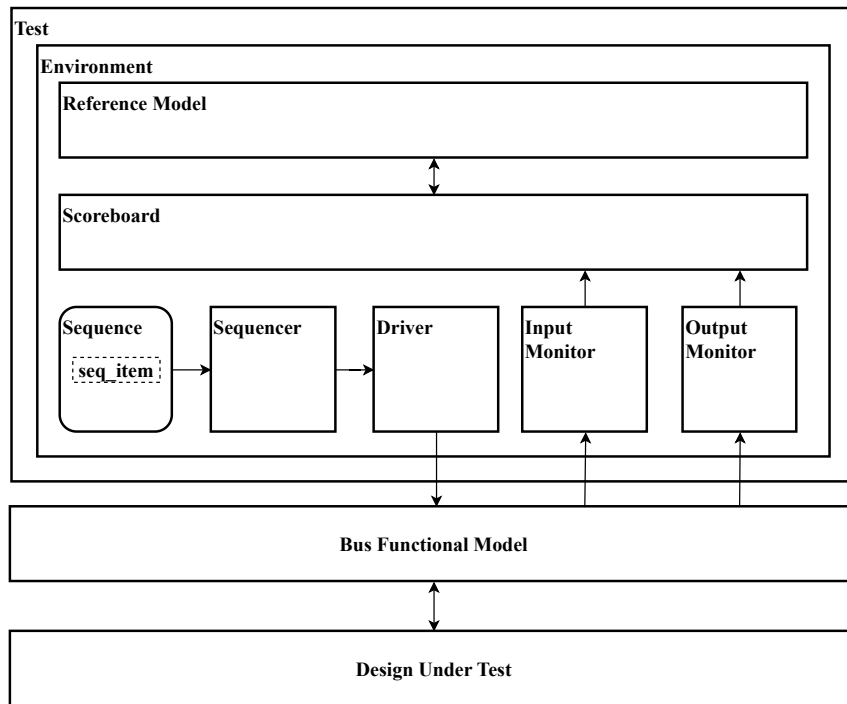 Test
Environment
Reference Model
Scoreboard
Sequence
seq_item
Sequencer
Driver
Input
Monitor
Output
Monitor
Bus Functional Model
Design Under Test